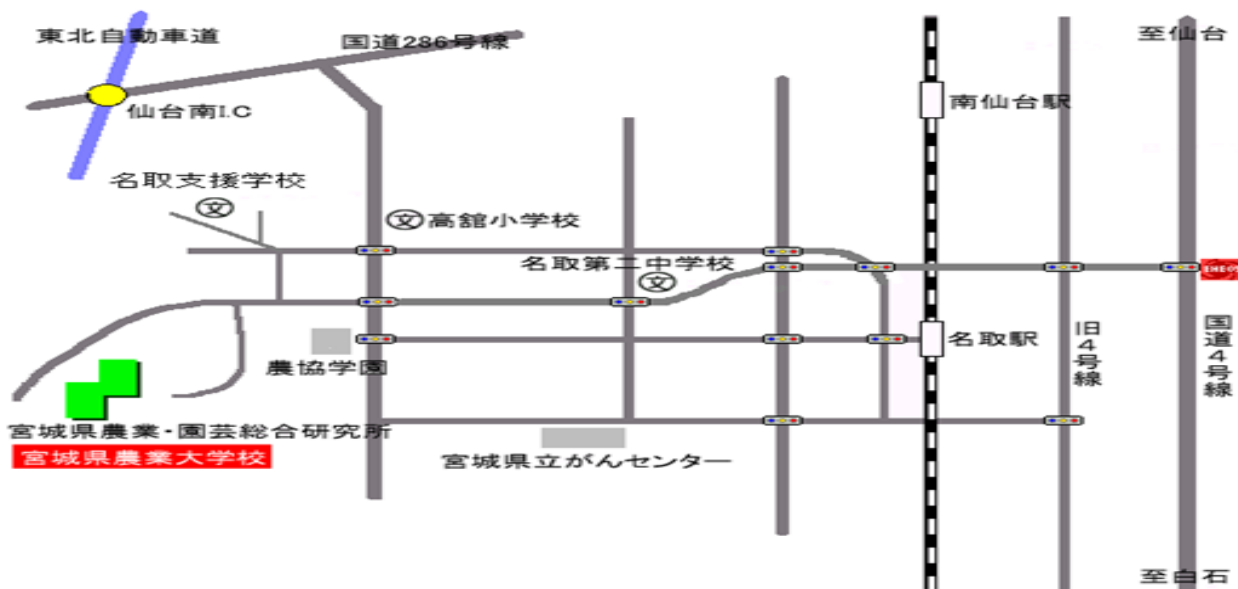 東北自動車道
国道286号線
至仙台
南仙台駅
仙台南I.C
名取支援学校
文
文
高舘小学校
名取第二中学校
文
ENEOS
農協学園
名取駅
旧4号線
国道4号線
宮城県農業・園芸総合研究所
宮城県農業大学校
宮城県立がんセンター
至白石